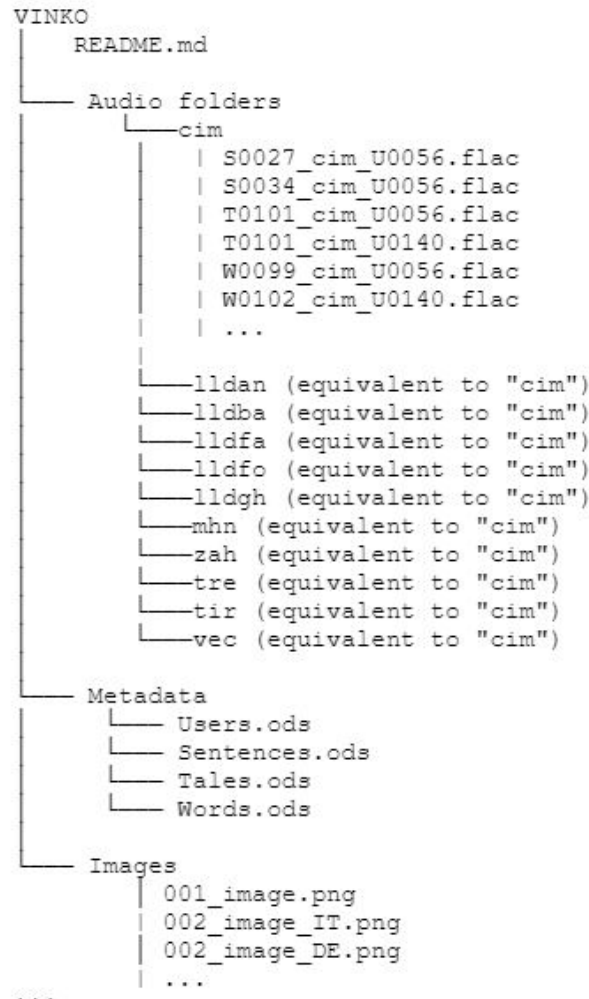 VINKO
README.md
Audio folders
cim
S0027_cim_U0056.flac
S0034_cim_U0056.flac
T0101_cim_U0056.flac
T0101_cim_U0140.flac
W0099_cim_U0056.flac
W0102_cim_U0140.flac
...
lldan (equivalent to "cim")
lldba (equivalent to "cim")
lldfa (equivalent to "cim")
lldfo (equivalent to "cim")
lldgh (equivalent to "cim")
mhn (equivalent to "cim")
zah (equivalent to "cim")
tre (equivalent to "cim")
tir (equivalent to "cim")
vec (equivalent to "cim")
Metadata
Users.ods
Sentences.ods
Tales.ods
Words.ods
Images
001_image.png
002_image_IT.png
002_image_DE.png
...